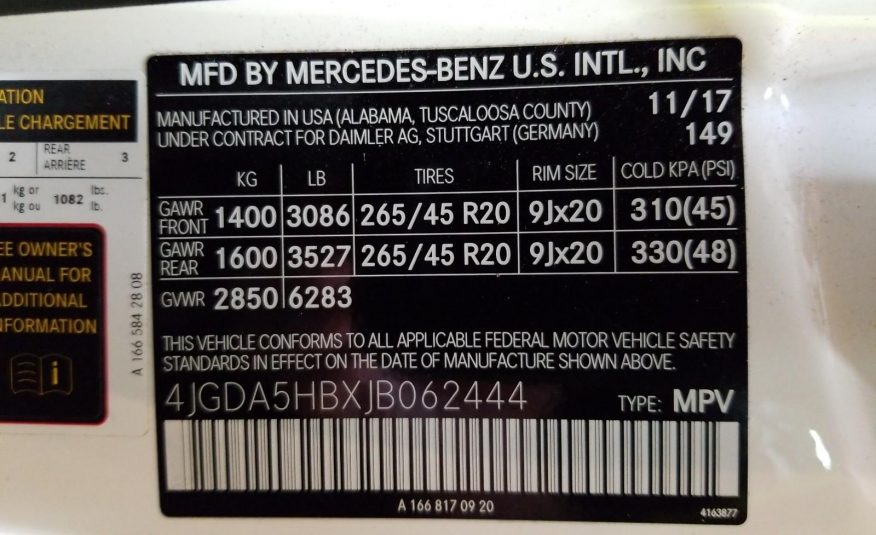 ATION
LE CHARGEMENT
2 REAR ARRIÈRE 3
1 kg or kg ou 1082 lbs. lb.
EE OWNER'S
ANUAL FOR
ADDITIONAL
NFORMATION
A 166 584 28 08
MFD BY MERCEDES-BENZ U.S. INTL., INC
MANUFACTURED IN USA (ALABAMA, TUSCALOOSA COUNTY) 11/17
UNDER CONTRACT FOR DAIMLER AG, STUTTGART (GERMANY) 149
KG LB TIRES RIM SIZE COLD KPA (PSI)
GAWR FRONT 1400 3086 265/45 R20 9Jx20 310(45)
GAWR REAR 1600 3527 265/45 R20 9Jx20 330(48)
GVWR 2850 6283
THIS VEHICLE CONFORMS TO ALL APPLICABLE FEDERAL MOTOR VEHICLE SAFETY
STANDARDS IN EFFECT ON THE DATE OF MANUFACTURE SHOWN ABOVE.
4JGDA5HBXJB062444 TYPE: MPV
A 166 817 09 20
4163877